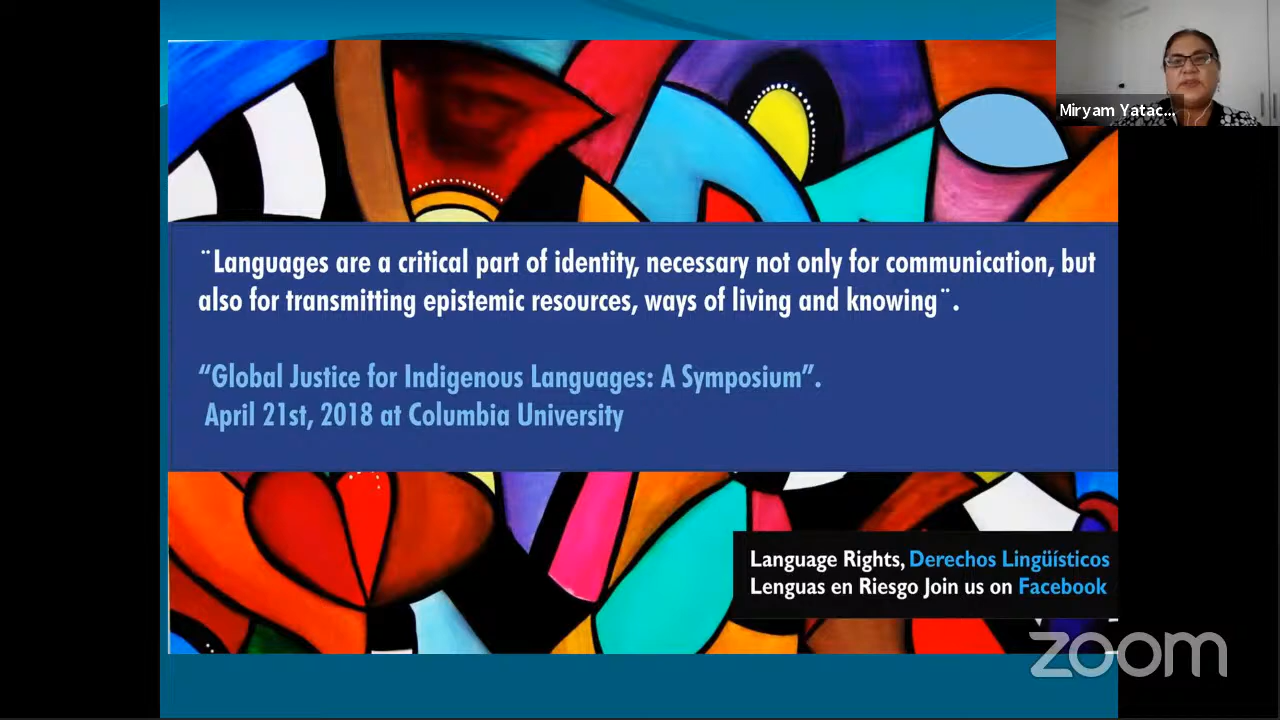 Miryam Yatac...
¨Languages are a critical part of identity, necessary not only for communication, but
also for transmitting epistemic resources, ways of living and knowing¨.
“Global Justice for Indigenous Languages: A Symposium”.
April 21st, 2018 at Columbia University
Language Rights, Derechos Lingüísticos
Lenguas en Riesgo Join us on Facebook
zoom